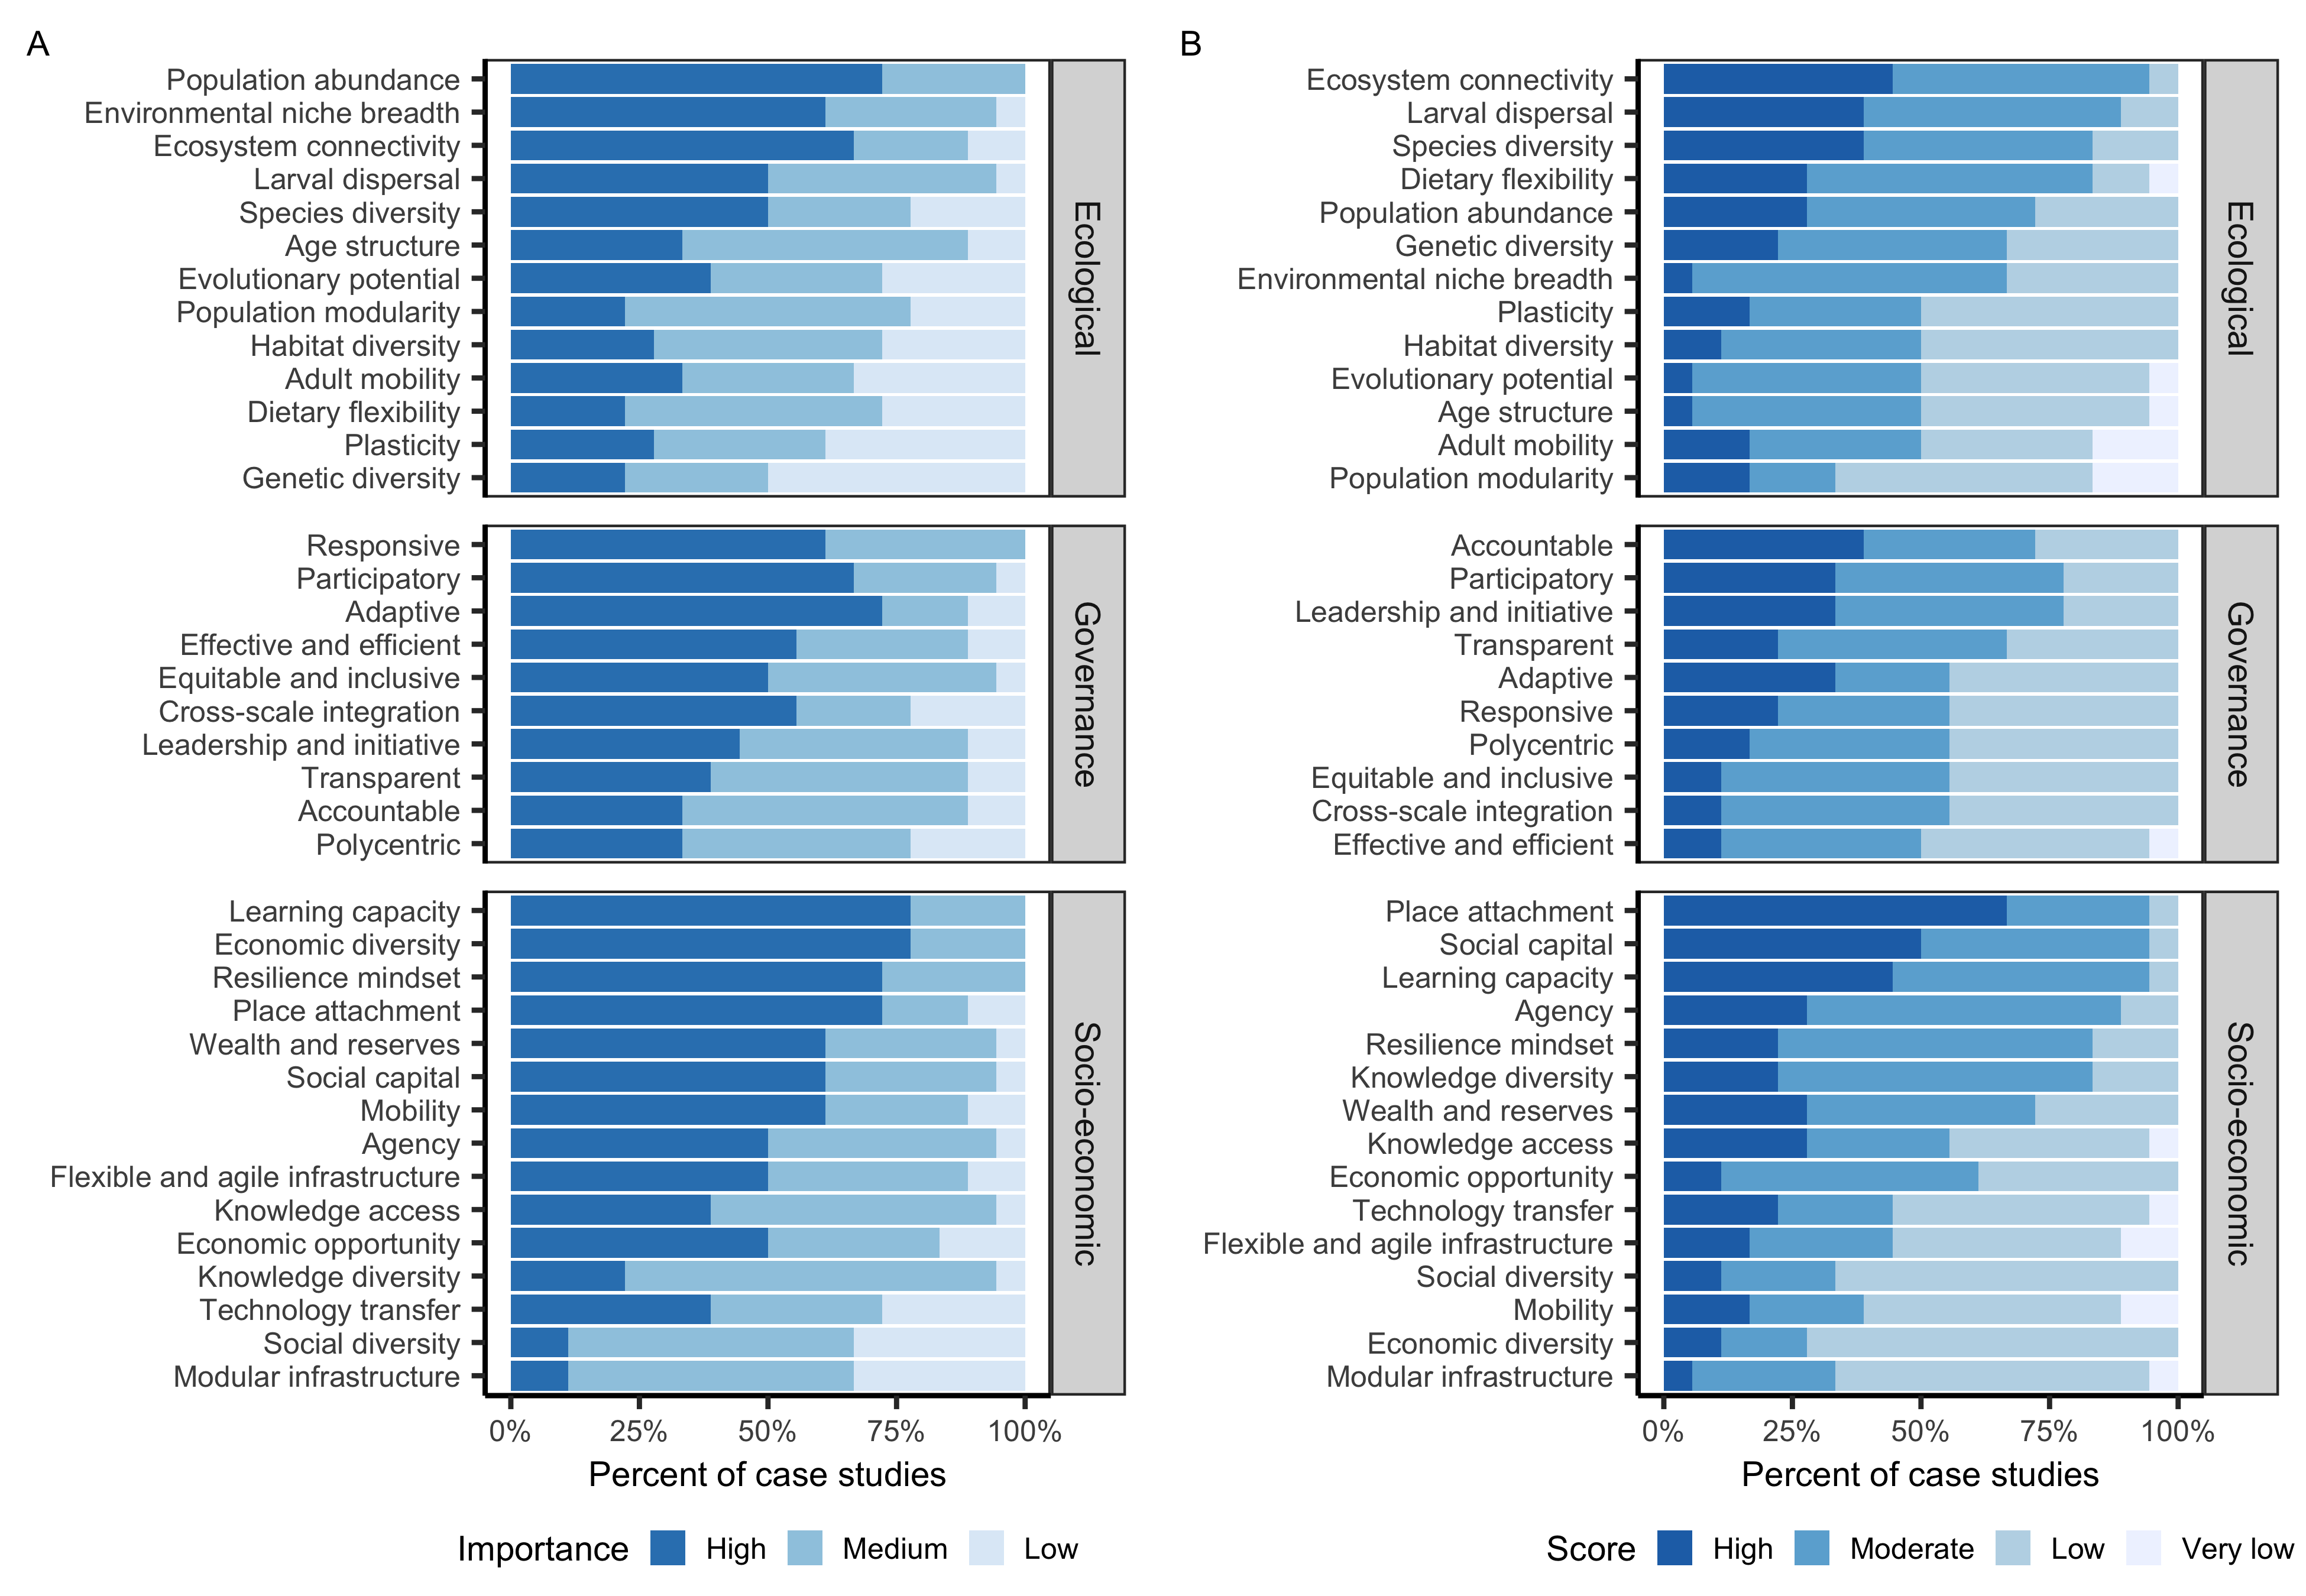 A
Population abundance
Environmental niche breadth
Ecosystem connectivity
Larval dispersal
Species diversity
Age structure
Evolutionary potential
Population modularity
Habitat diversity
Adult mobility
Dietary flexibility
Plasticity
Genetic diversity
Ecological
Responsive
Participatory
Adaptive
Effective and efficient
Equitable and inclusive
Cross-scale integration
Leadership and initiative
Transparent
Accountable
Polycentric
Governance
Learning capacity
Economic diversity
Resilience mindset
Place attachment
Wealth and reserves
Social capital
Mobility
Agency
Flexible and agile infrastructure
Knowledge access
Economic opportunity
Knowledge diversity
Technology transfer
Social diversity
Modular infrastructure
Socio-economic
0% 25% 50% 75% 100%
Percent of case studies
Importance High Medium Low
B
Ecosystem connectivity
Larval dispersal
Species diversity
Dietary flexibility
Population abundance
Genetic diversity
Environmental niche breadth
Plasticity
Habitat diversity
Evolutionary potential
Age structure
Adult mobility
Population modularity
Ecological
Accountable
Participatory
Leadership and initiative
Transparent
Adaptive
Responsive
Polycentric
Equitable and inclusive
Cross-scale integration
Effective and efficient
Governance
Place attachment
Social capital
Learning capacity
Agency
Resilience mindset
Knowledge diversity
Wealth and reserves
Knowledge access
Economic opportunity
Technology transfer
Flexible and agile infrastructure
Social diversity
Mobility
Economic diversity
Modular infrastructure
Socio-economic
0% 25% 50% 75% 100%
Percent of case studies
Score High Moderate Low Very low